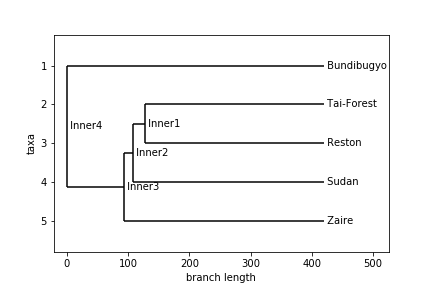 1
Bundibugyo
2
Tai-Forest
Inner1
Inner4
3
Reston
Inner2
taxa
4
Sudan
Inner3
5
Zaire
0 100 200 300 400 500
branch length